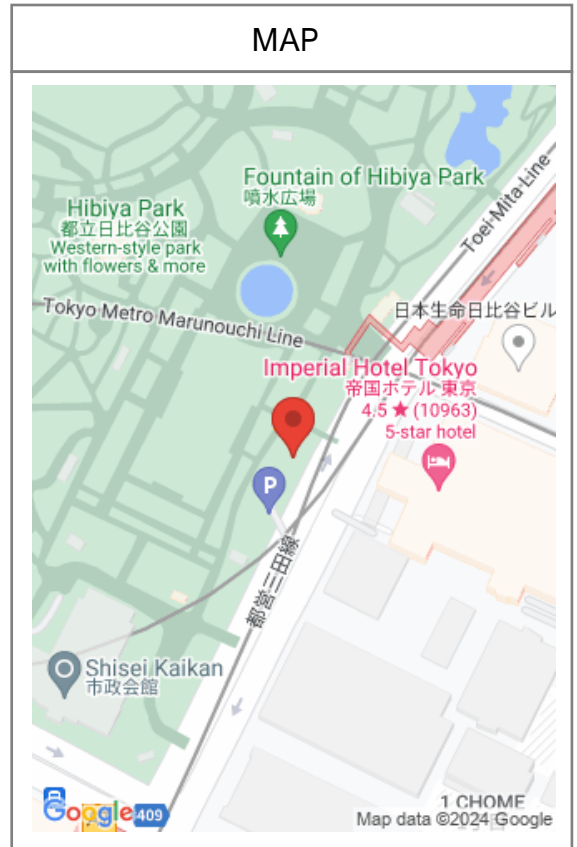 MAP
Fountain of Hibiya Park
噴水広場
Hibiya Park
都立日比谷公園
Western-style park
with flowers & more
Toei-Mita-Line
Tokyo Metro Marunouchi Line
日本生命日比谷ビル
Imperial Hotel Tokyo
帝国ホテル 東京
4.5 ★ (10963)
5-star hotel
P
都営三田線
Shisei Kaikan
市政会館
1 CHOME
Google
409
Map data ©2024 Google